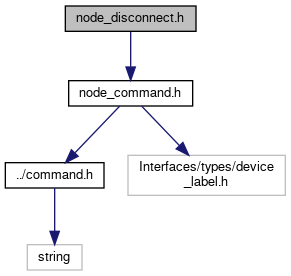 node_disconnect.h
node_command.h
../command.h
Interfaces/types/device
_label.h
string